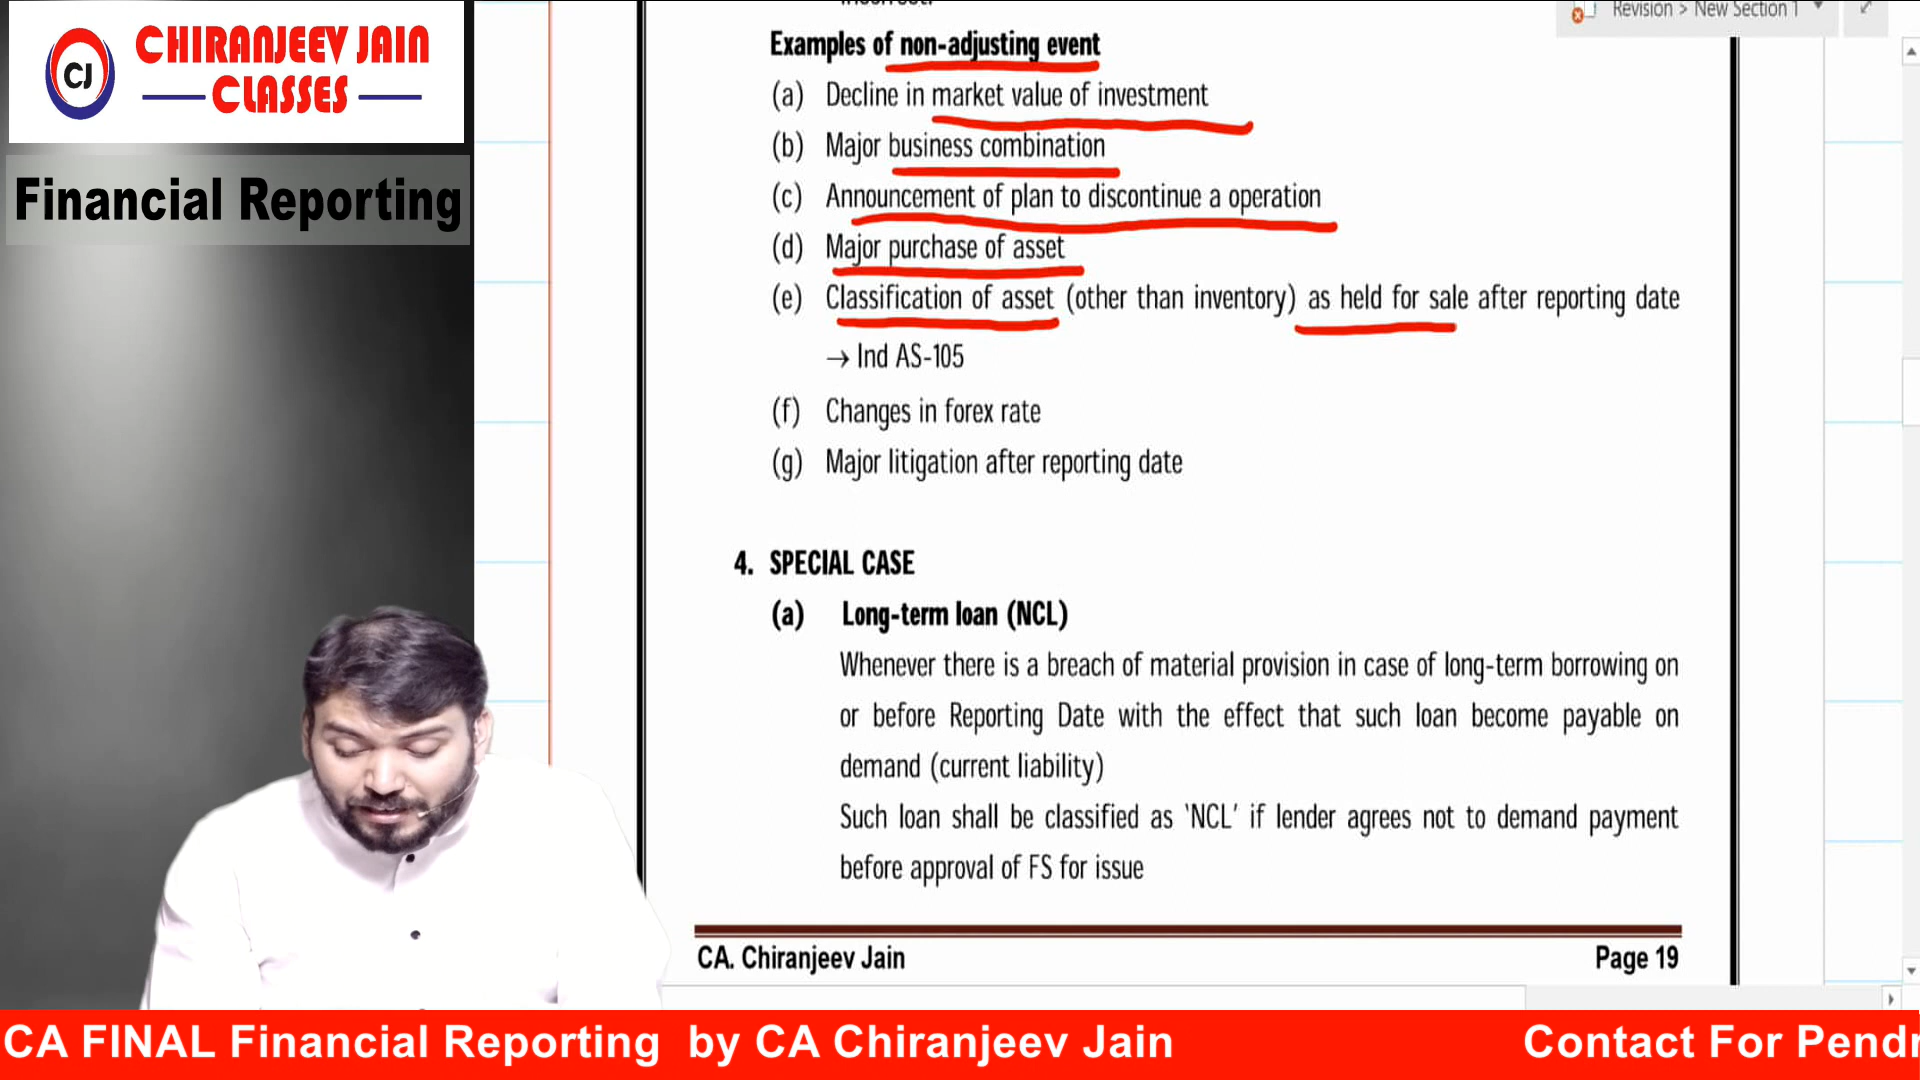 CHIRANJEEV JAIN
CJ
CLASSES
Financial Reporting
Revision > New Section 1
Examples of non-adjusting event
(a) Decline in market value of investment
(b) Major business combination
(c) Announcement of plan to discontinue a operation
(d) Major purchase of asset
(e) Classification of asset (other than inventory) as held for sale after reporting date
→ Ind AS-105
(f) Changes in forex rate
(g) Major litigation after reporting date
4. SPECIAL CASE
(a) Long-term loan (NCL)
Whenever there is a breach of material provision in case of long-term borrowing on
or before Reporting Date with the effect that such loan become payable on
demand (current liability)
Such loan shall be classified as 'NCL' if lender agrees not to demand payment
before approval of FS for issue
CA. Chiranjeev Jain Page 19
CA FINAL Financial Reporting by CA Chiranjeev Jain Contact For